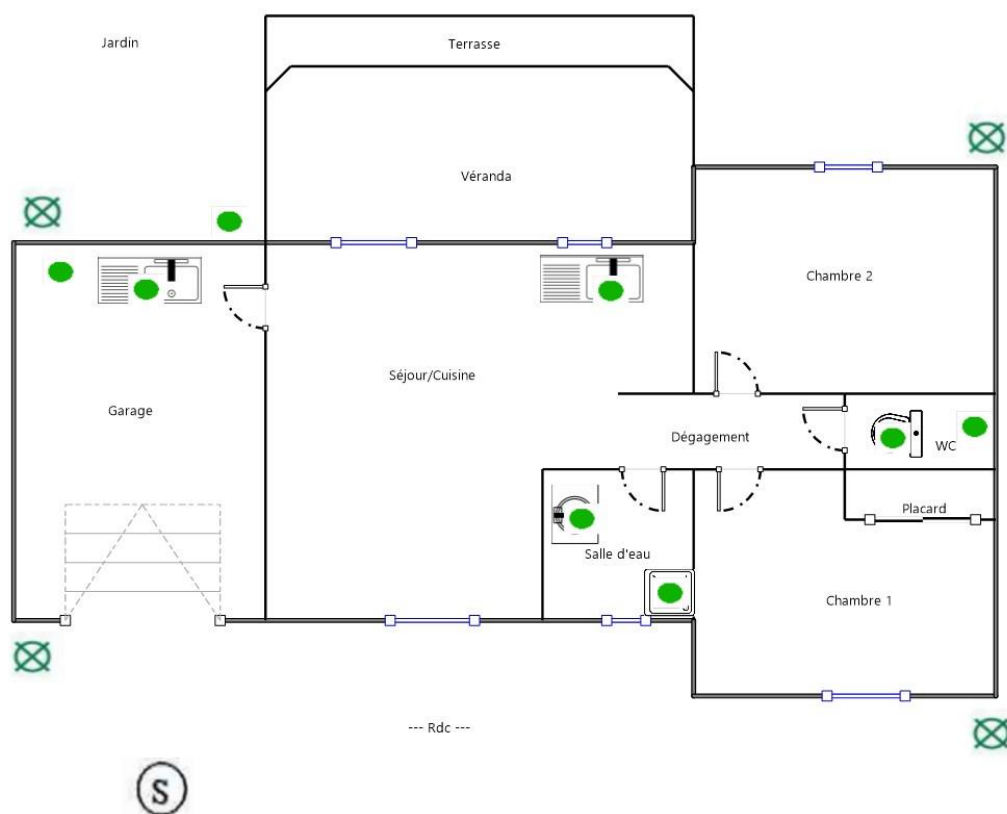 Jardin
Terrasse
Véranda
Chambre 2
Séjour/Cuisine
Garage
Dégagement
WC
Placard
Salle d'eau
Chambre 1
--- Rdc ---
S